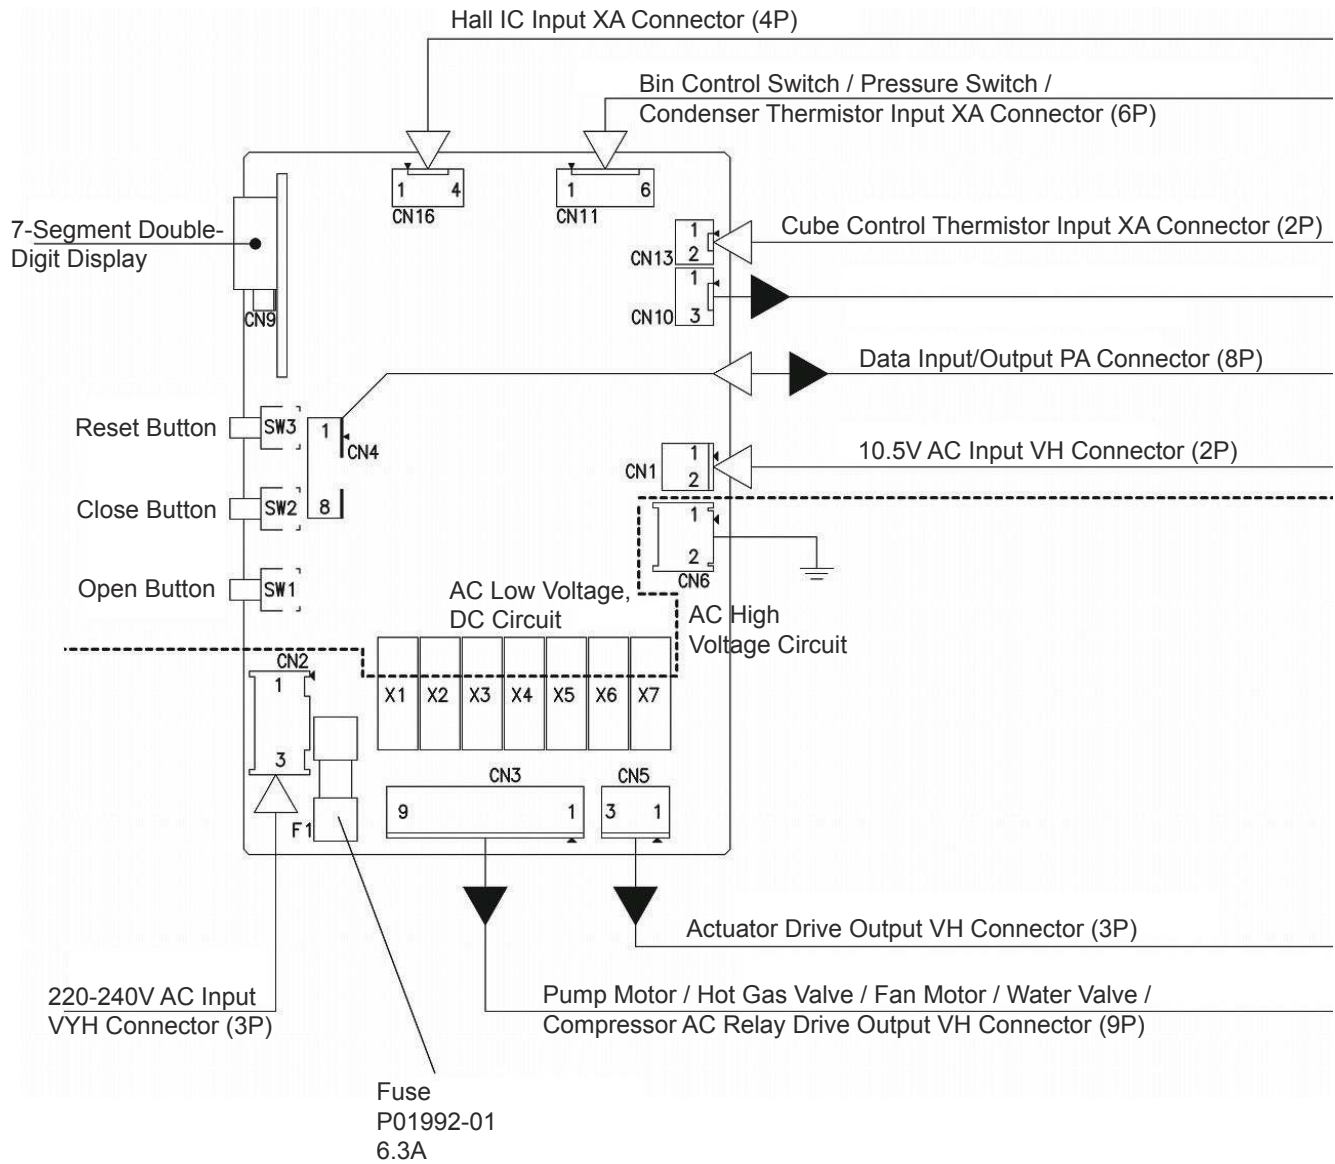 Hall IC Input XA Connector (4P)
Bin Control Switch / Pressure Switch /
Condenser Thermistor Input XA Connector (6P)
1 4
CN16
1 6
CN11
7-Segment Double-
Digit Display
CN9
1
2
CN13
Cube Control Thermistor Input XA Connector (2P)
1
3
CN10
Data Input/Output PA Connector (8P)
Reset Button
SW3
1
CN4
8
10.5V AC Input VH Connector (2P)
1
2
CN1
Close Button
SW2
1
2
CN6
Open Button
SW1
AC Low Voltage,
DC Circuit
AC High
Voltage Circuit
CN2
1
3
X1 X2 X3 X4 X5 X6 X7
CN3
9 1
CN5
3 1
F1
Actuator Drive Output VH Connector (3P)
220-240V AC Input
VYH Connector (3P)
Pump Motor / Hot Gas Valve / Fan Motor / Water Valve /
Compressor AC Relay Drive Output VH Connector (9P)
Fuse
P01992-01
6.3A